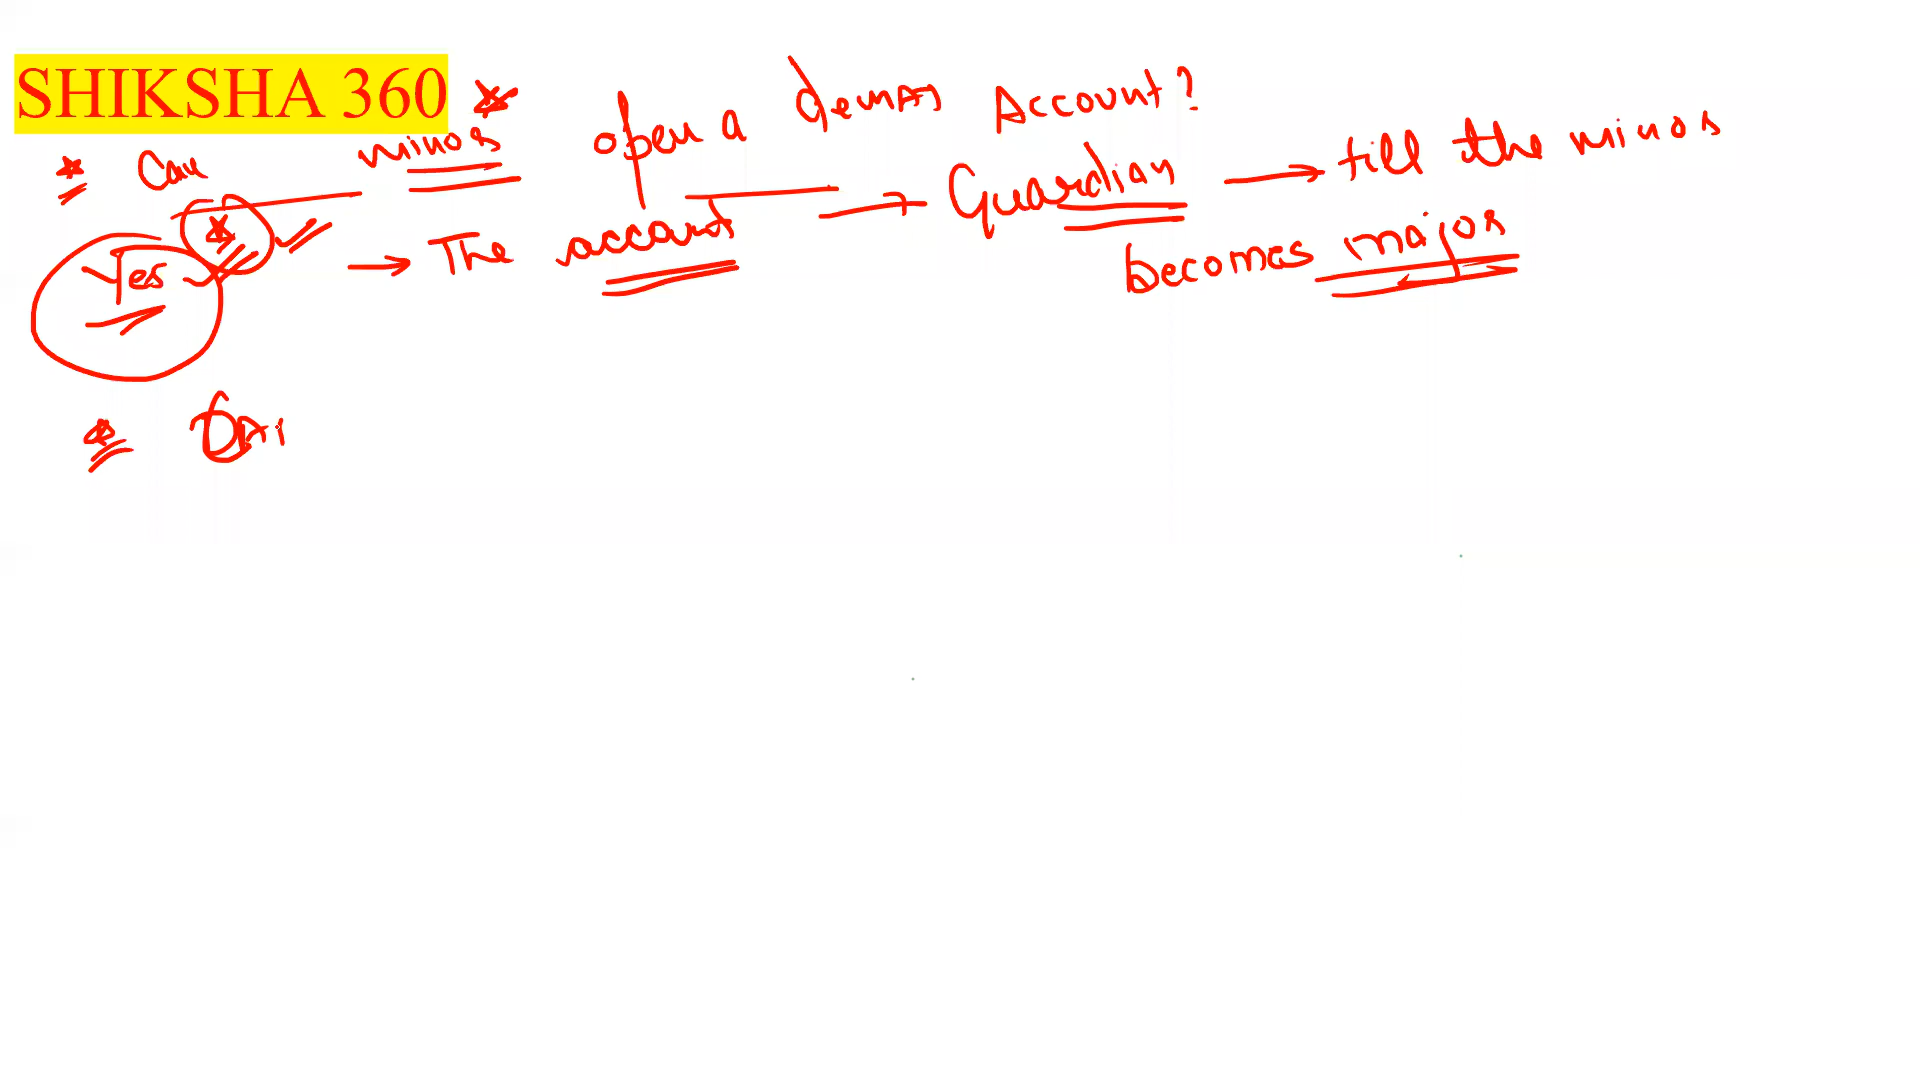 SHIKSHA 360
* Can minor open a demat Account?
Yes → The account → Guardian → till the minor
becomes major
*